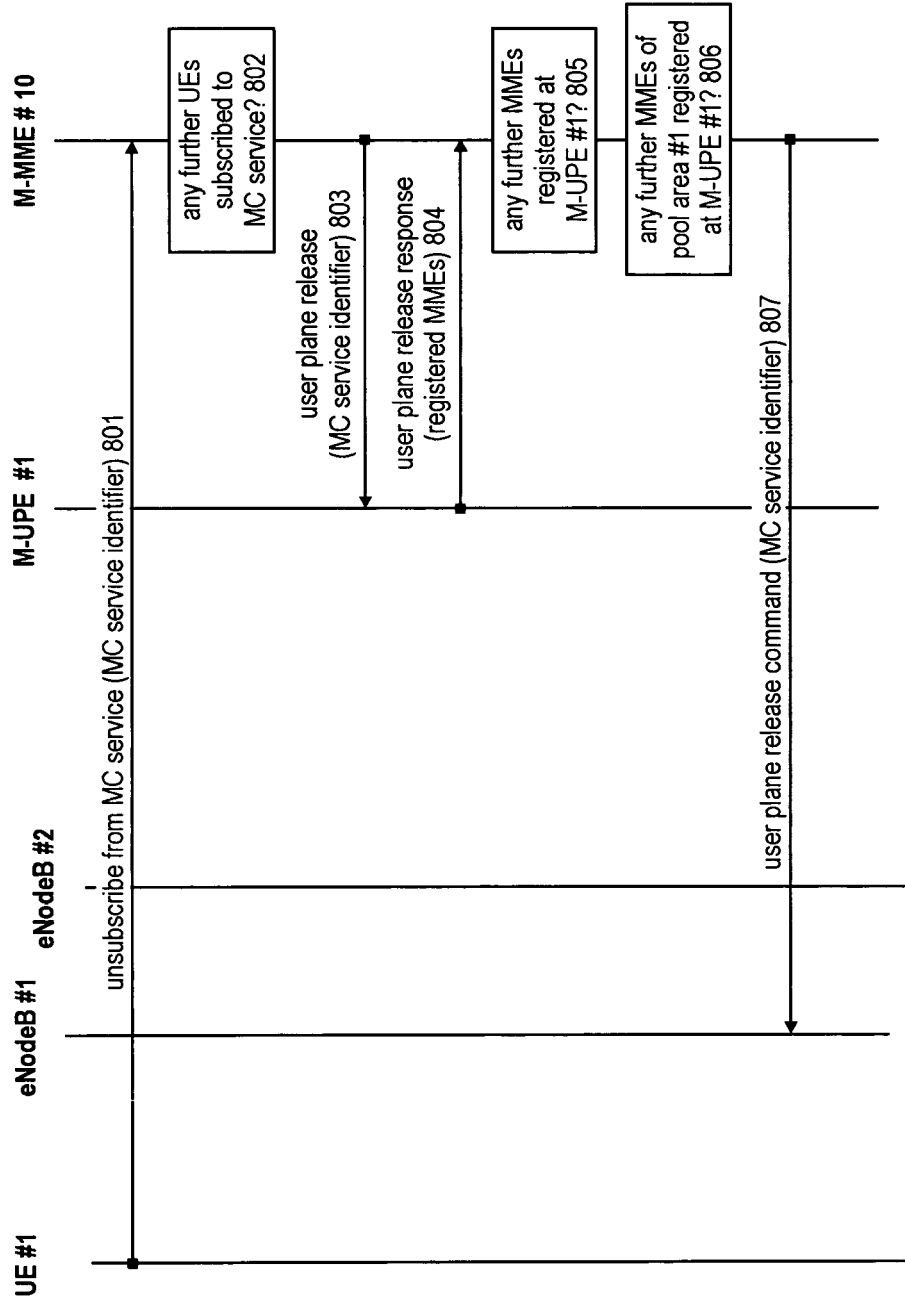 UE #1
eNodeB #1
eNodeB #2
M-UPE #1
M-MME # 10
unsubscribe from MC service (MC service identifier) 801
any further UEs
subscribed to
MC service? 802
user plane release
(MC service identifier) 803
user plane release response
(registered MMEs) 804
any further MMEs
registered at
M-UPE #1? 805
any further MMEs of
pool area #1 registered
at M-UPE #1? 806
user plane release command (MC service identifier) 807